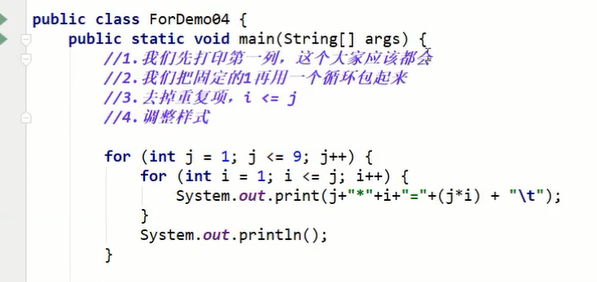 public class ForDemo04 {
public static void main(String[] args) {
//1.我们先打印第一列，这个大家应该都会
//2.我们把固定的1再用一个循环包起来
//3.去掉重复项，i <= j
//4.调整样式
for (int j = 1; j <= 9; j++) {
for (int i = 1; i <= j; i++) {
System.out.print(j+"*"+i+"="+(j*i) + "\t");
}
System.out.println();
}